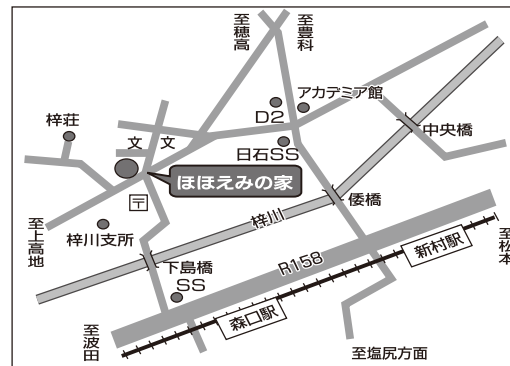 至穂高
至豊科
アカデミア館
D2
梓荘
文
文
日石SS
中央橋
ほほえみの家
〒
倭橋
至上高地
梓川支所
梓川
新村駅
至松本
下島橋
R158
SS
森口駅
至波田
至塩尻方面